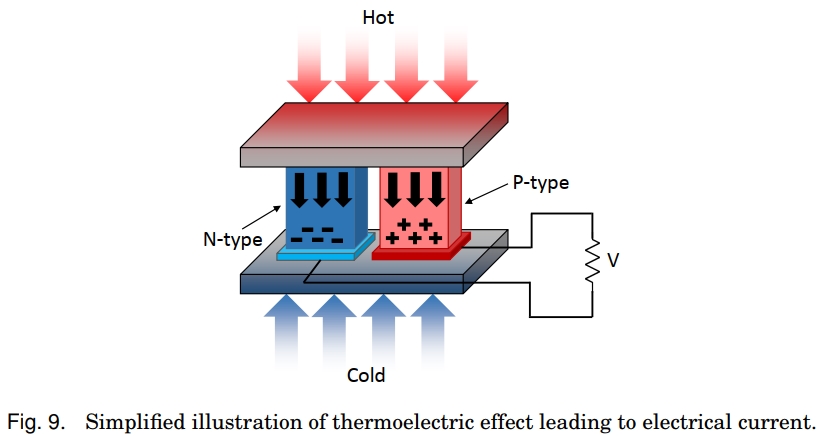 Hot
P-type
N-type
V
Cold
Fig. 9. Simplified illustration of thermoelectric effect leading to electrical current.